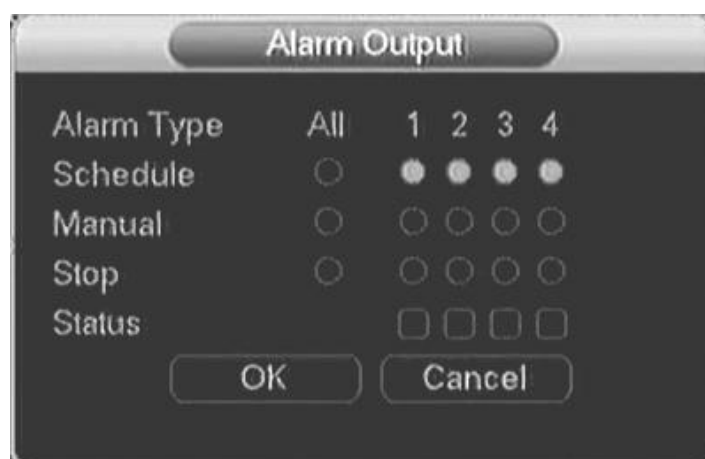 Alarm Output
Alarm Type All 1 2 3 4
Schedule
Manual
Stop
Status
OK Cancel